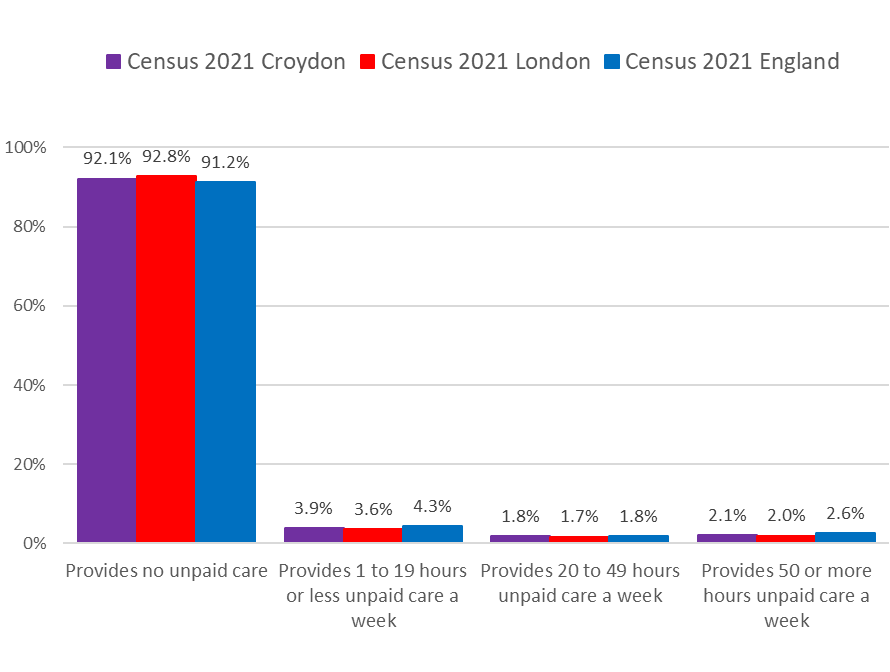 Census 2021 Croydon Census 2021 London Census 2021 England
100%
80%
60%
40%
20%
0%
92.1% 92.8% 91.2%
3.9% 3.6% 4.3%
1.8% 1.7% 1.8%
2.1% 2.0% 2.6%
Provides no unpaid care
Provides 1 to 19 hours
or less unpaid care a
week
Provides 20 to 49 hours
unpaid care a week
Provides 50 or more
hours unpaid care a
week